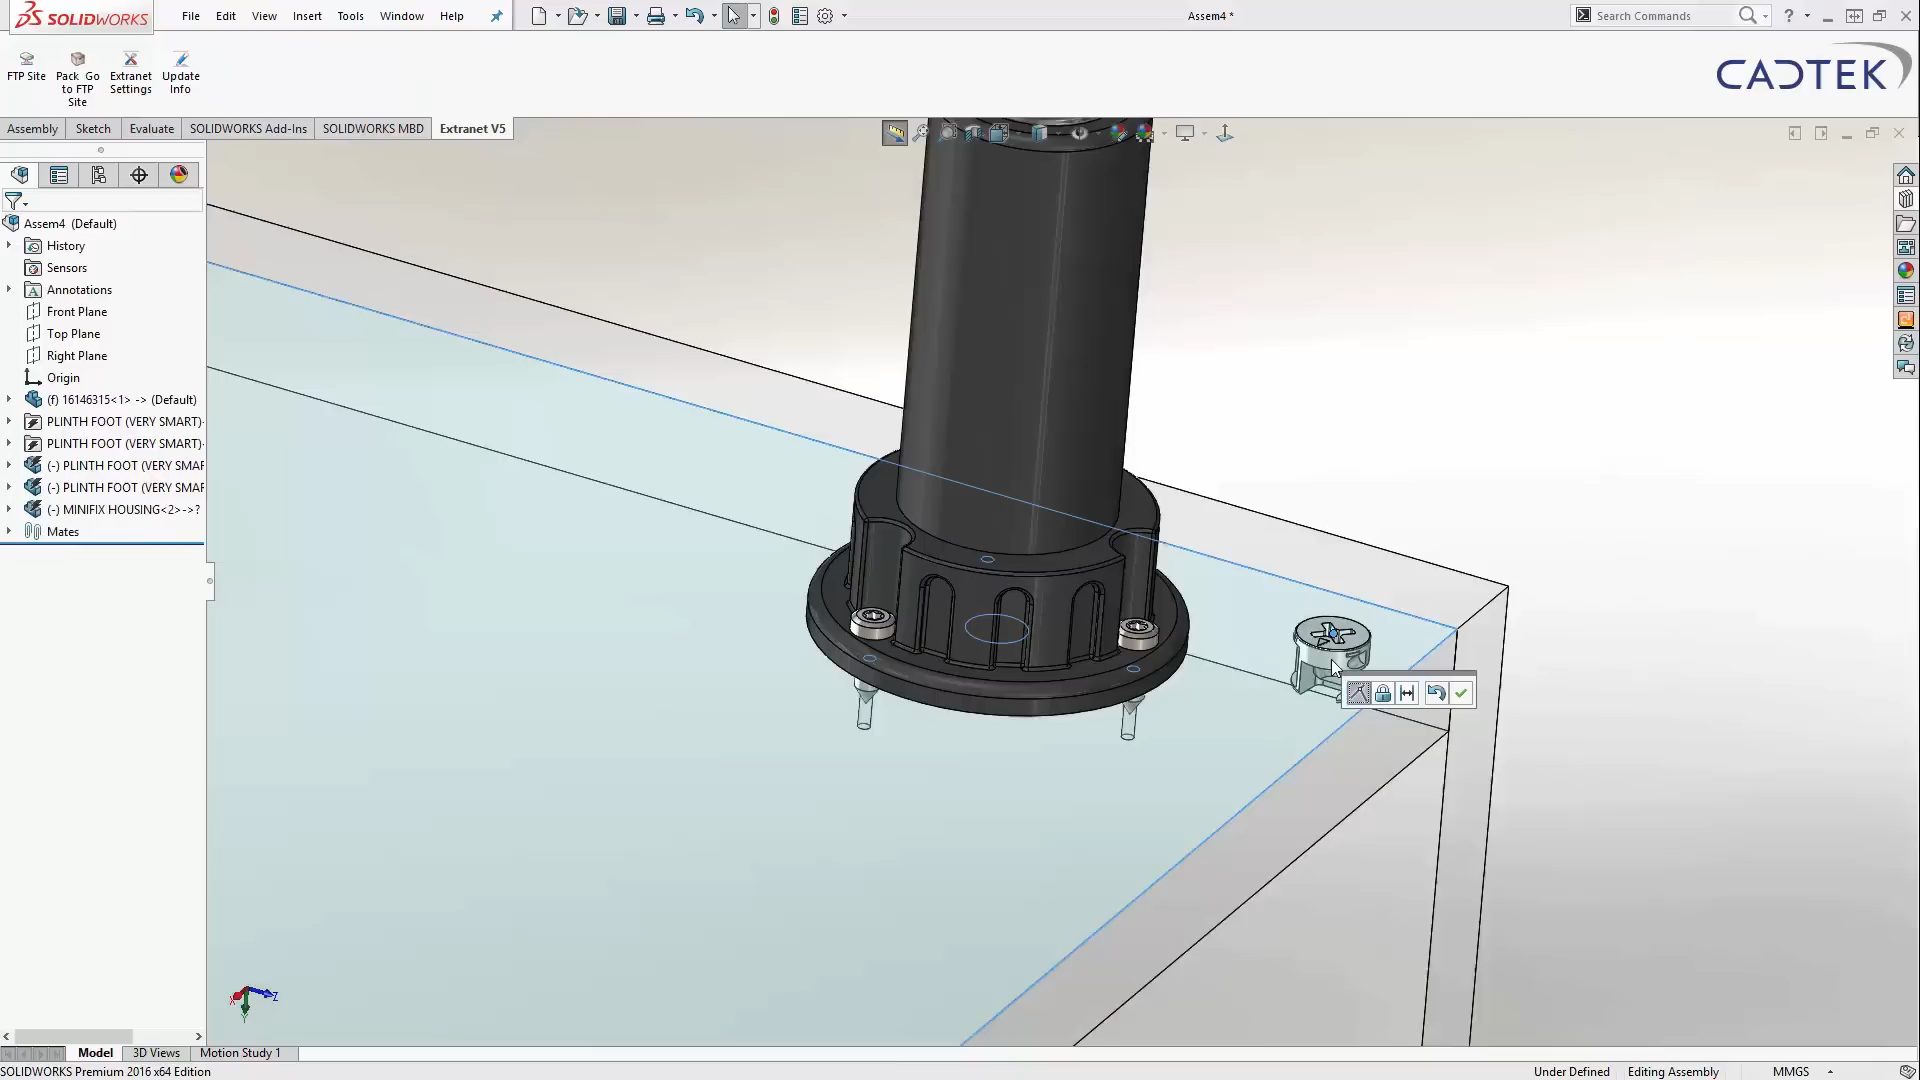 SOLIDWORKS
File Edit View Insert Tools Window Help
Assem4 *
Search Commands
?
FTP Site
Pack Go to FTP Site
Extranet Settings
Update Info
CADTEK
Assembly
Sketch
Evaluate
SOLIDWORKS Add-Ins
SOLIDWORKS MBD
Extranet V5
Assem4 (Default)
History
Sensors
A Annotations
Front Plane
Top Plane
Right Plane
Origin
(f) 16146315<1> -> (Default)
PLINTH FOOT (VERY SMART)-
PLINTH FOOT (VERY SMART)-
(-) PLINTH FOOT (VERY SMAR
(-) PLINTH FOOT (VERY SMAR
(-) MINIFIX HOUSING<2>->?
Mates
X
Z
Y
Model
3D Views
Motion Study 1
SOLIDWORKS Premium 2016 x64 Edition
Under Defined
Editing Assembly
MMGS